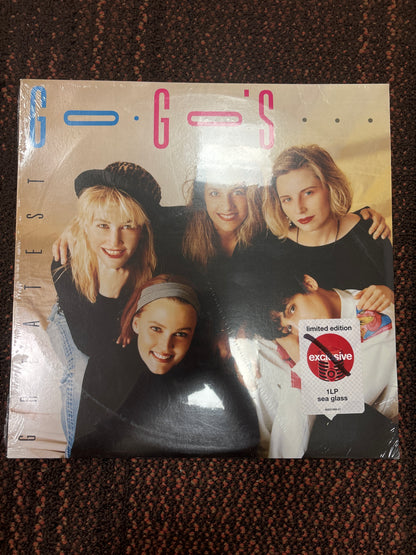 GO·GO'S...
GREATEST
limited edition
exclusive
1LP
sea glass